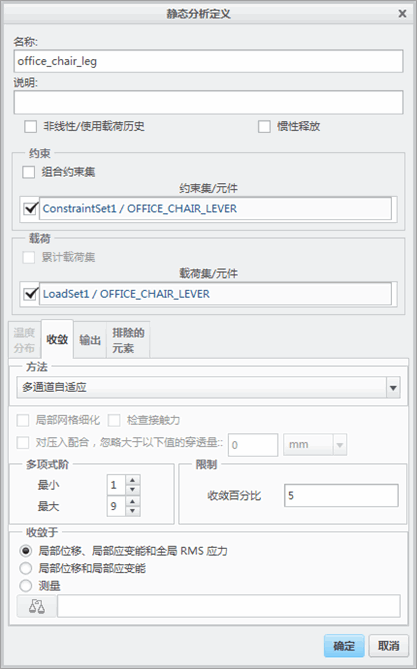 静态分析定义
名称:
office_chair_leg
说明:
非线性/使用载荷历史 惯性释放
约束
组合约束集
约束集/元件
ConstraintSet1 / OFFICE_CHAIR_LEVER
载荷
累计载荷集
载荷集/元件
LoadSet1 / OFFICE_CHAIR_LEVER
温度分布 收敛 输出 排除的元素
方法
多通道自适应
局部网格细化 检查接触力
对压入配合，忽略大于以下值的穿透量:: 0 mm
多项式阶 限制
最小 1
收敛百分比 5
最大 9
收敛于
局部位移、局部应变能和全局 RMS 应力
局部位移和局部应变能
测量
确定 取消